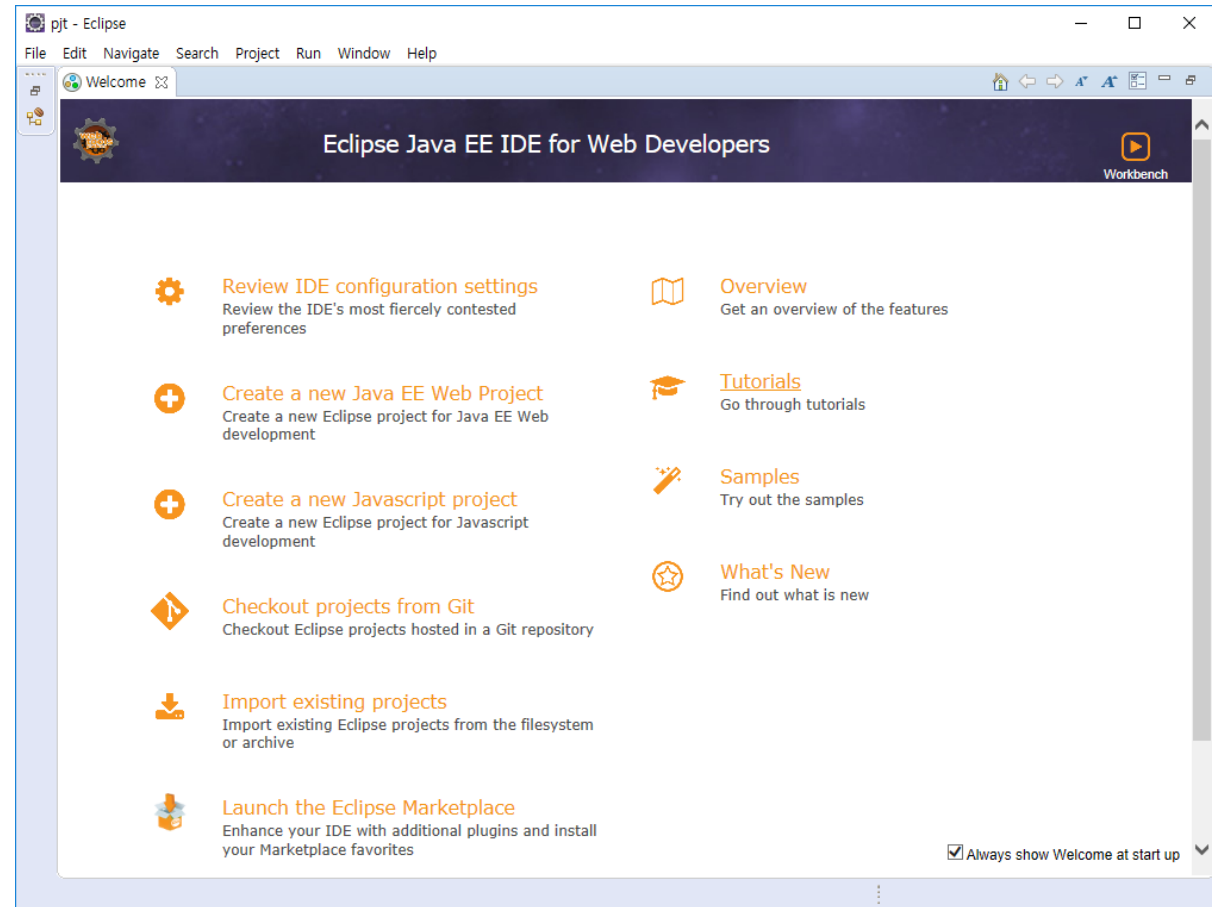 pjt - Eclipse
File Edit Navigate Search Project Run Window Help
Welcome
Eclipse Java EE IDE for Web Developers
Workbench
Review IDE configuration settings
Review the IDE's most fiercely contested
preferences
Create a new Java EE Web Project
Create a new Eclipse project for Java EE Web
development
Create a new Javascript project
Create a new Eclipse project for Javascript
development
Checkout projects from Git
Checkout Eclipse projects hosted in a Git repository
Import existing projects
Import existing Eclipse projects from the filesystem
or archive
Launch the Eclipse Marketplace
Enhance your IDE with additional plugins and install
your Marketplace favorites
Overview
Get an overview of the features
Tutorials
Go through tutorials
Samples
Try out the samples
What's New
Find out what is new
Always show Welcome at start up